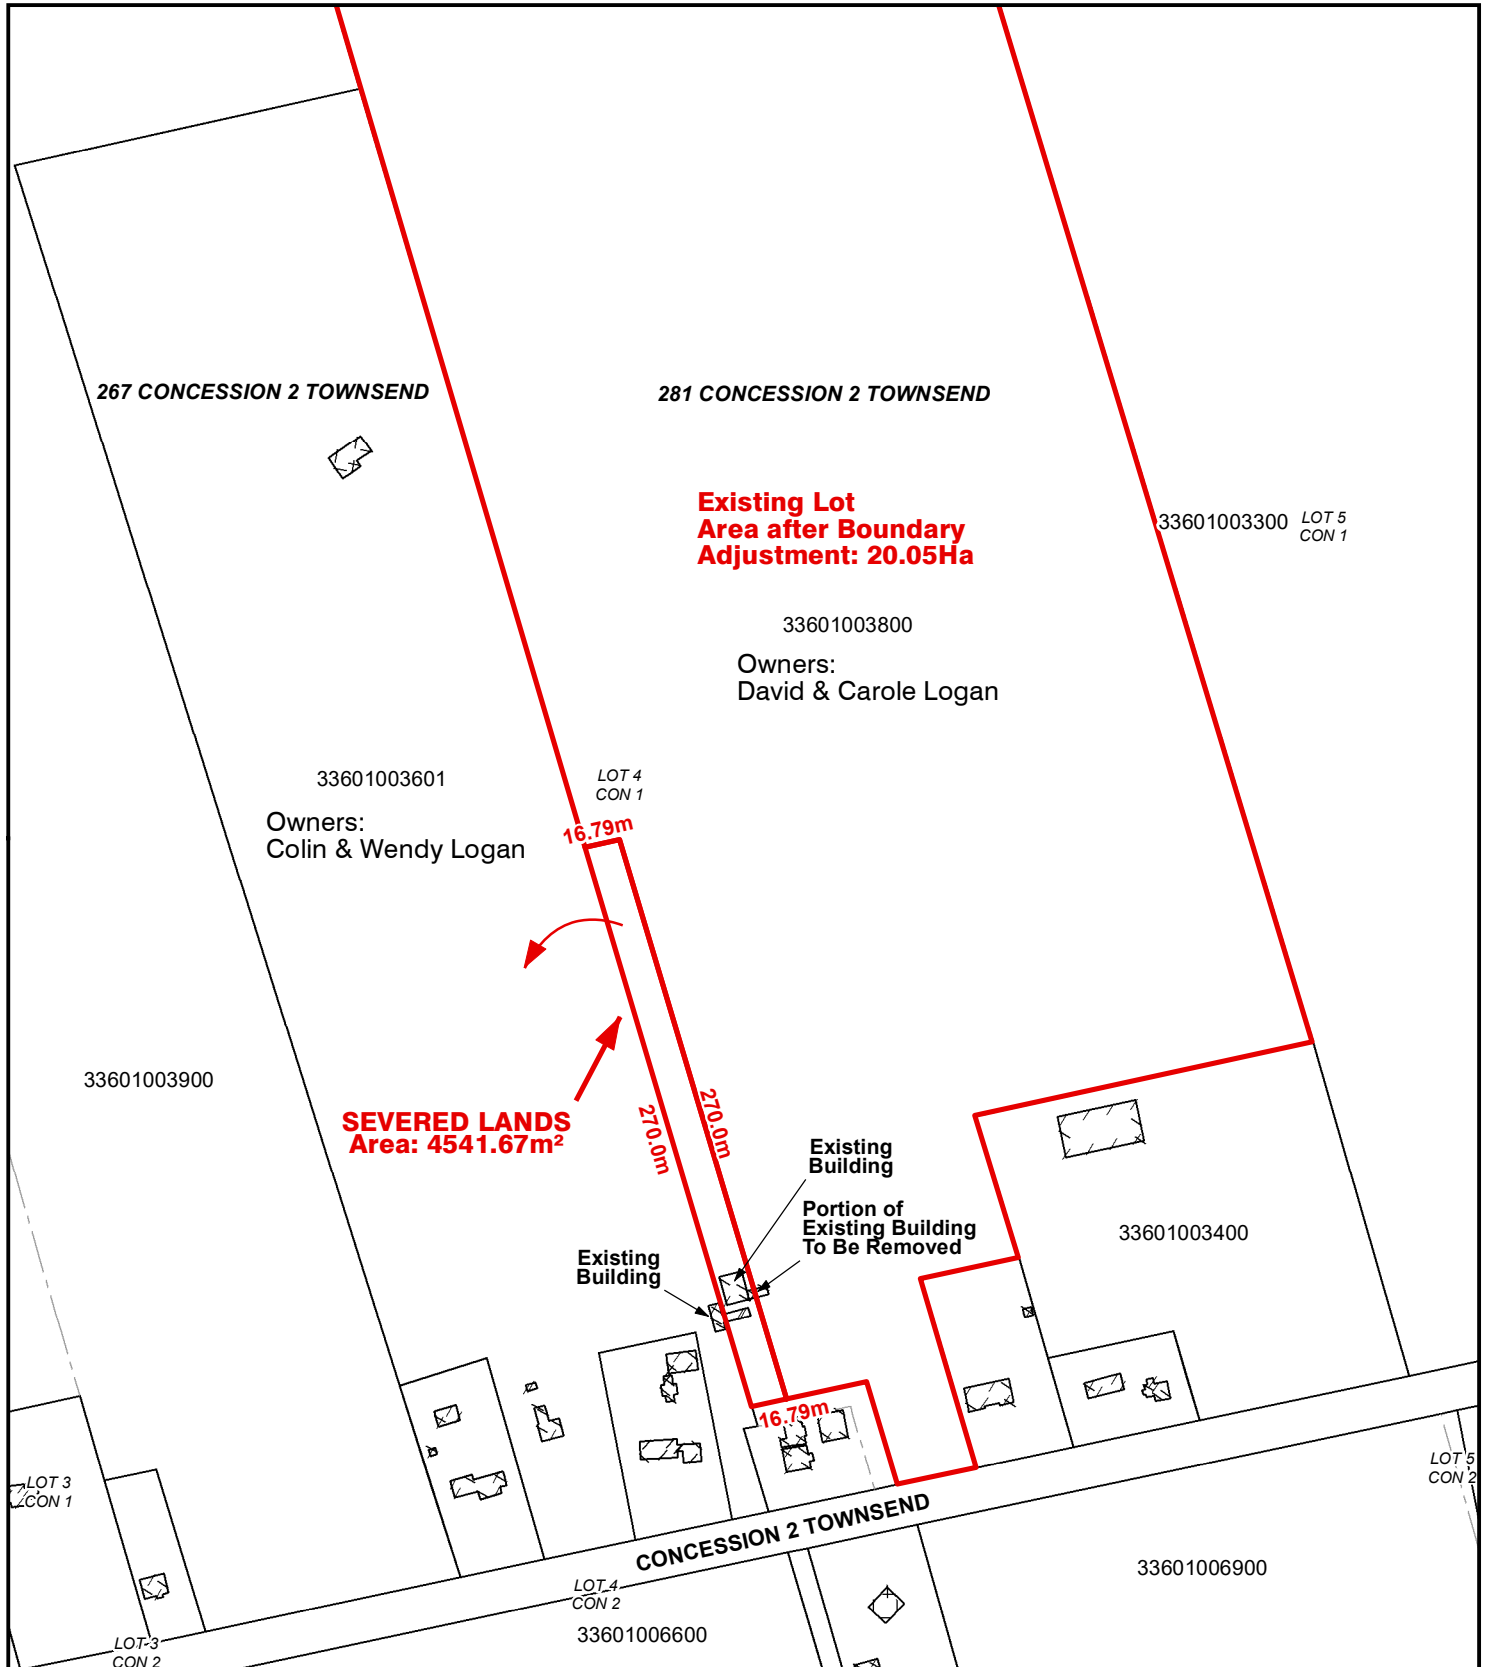 267 CONCESSION 2 TOWNSEND
281 CONCESSION 2 TOWNSEND
Existing Lot
Area after Boundary
Adjustment: 20.05Ha
33601003300
LOT 5
CON 1
33601003800
Owners:
David & Carole Logan
33601003601
LOT 4
CON 1
Owners:
Colin & Wendy Logan
16.79m
33601003900
SEVERED LANDS
Area: 4541.67m²
270.0m
270.0m
Existing
Building
Portion of
Existing Building
To Be Removed
Existing
Building
33601003400
16.79m
LOT 3
CON 1
LOT 5
CON 2
CONCESSION 2 TOWNSEND
LOT 4
CON 2
33601006900
33601006600
LOT 3
CON 2